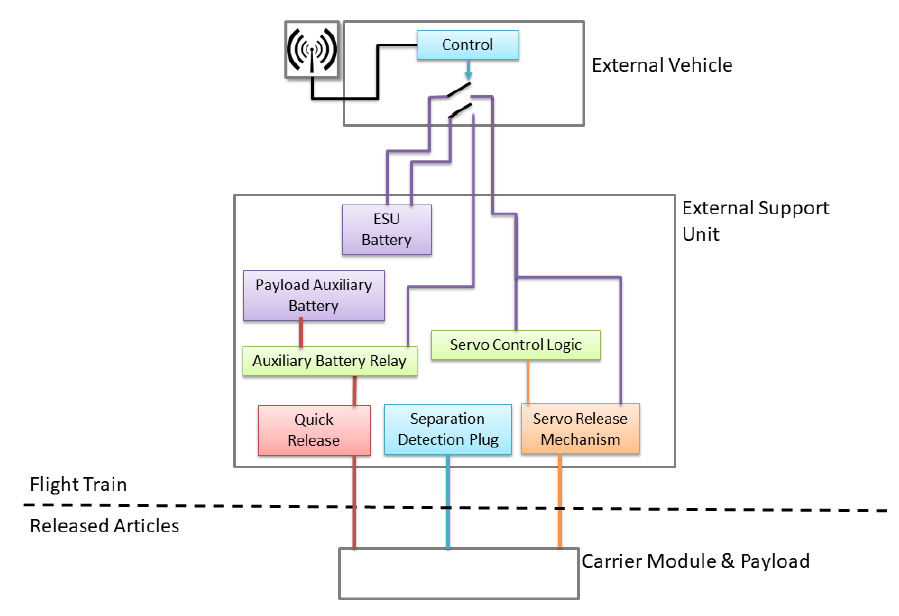 Control
External Vehicle
External Support
Unit
ESU
Battery
Payload Auxiliary
Battery
Servo Control Logic
Auxiliary Battery Relay
Quick
Release
Separation
Detection Plug
Servo Release
Mechanism
Flight Train
Released Articles
Carrier Module & Payload